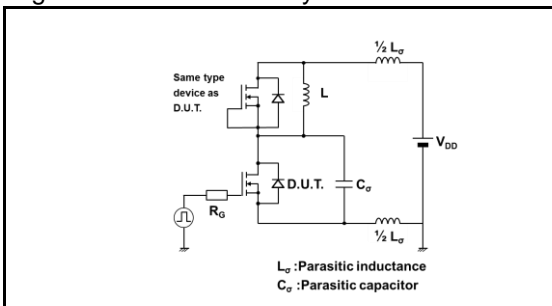 ½ Lσ
Same type
device as
D.U.T.
L
VDD
D.U.T.
Cσ
RG
½ Lσ
Lσ :Parasitic inductance
Cσ :Parasitic capacitor